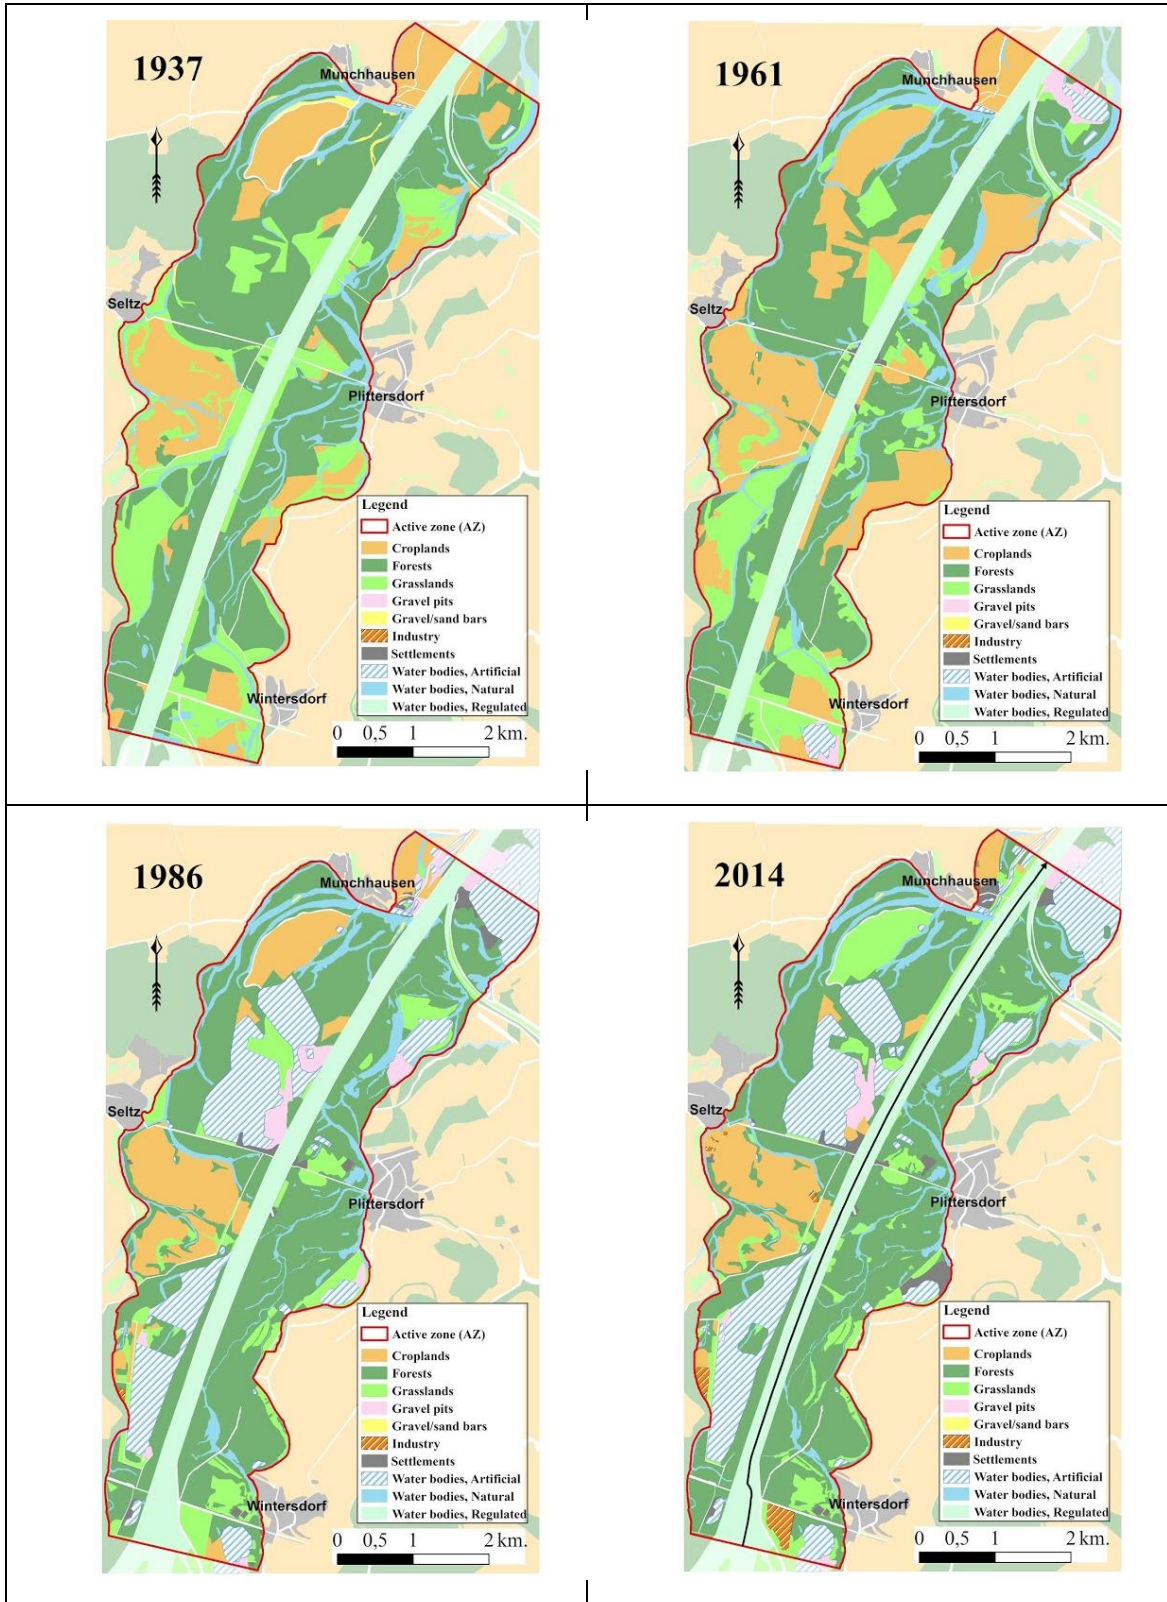 1937
Munchhausen
Seltz
Plittersdorf
Wintersdorf
Legend
Active zone (AZ)
Croplands
Forests
Grasslands
Gravel pits
Gravel/sand bars
Industry
Settlements
Water bodies, Artificial
Water bodies, Natural
Water bodies, Regulated
0 0,5 1 2 km.
1961
Munchhausen
Seltz
Plittersdorf
Wintersdorf
Legend
Active zone (AZ)
Croplands
Forests
Grasslands
Gravel pits
Gravel/sand bars
Industry
Settlements
Water bodies, Artificial
Water bodies, Natural
Water bodies, Regulated
0 0,5 1 2 km.
1986
Munchhausen
Seltz
Plittersdorf
Wintersdorf
Legend
Active zone (AZ)
Croplands
Forests
Grasslands
Gravel pits
Gravel/sand bars
Industry
Settlements
Water bodies, Artificial
Water bodies, Natural
Water bodies, Regulated
0 0,5 1 2 km.
2014
Munchhausen
Seltz
Plittersdorf
Wintersdorf
Legend
Active zone (AZ)
Croplands
Forests
Grasslands
Gravel pits
Gravel/sand bars
Industry
Settlements
Water bodies, Artificial
Water bodies, Natural
Water bodies, Regulated
0 0,5 1 2 km.